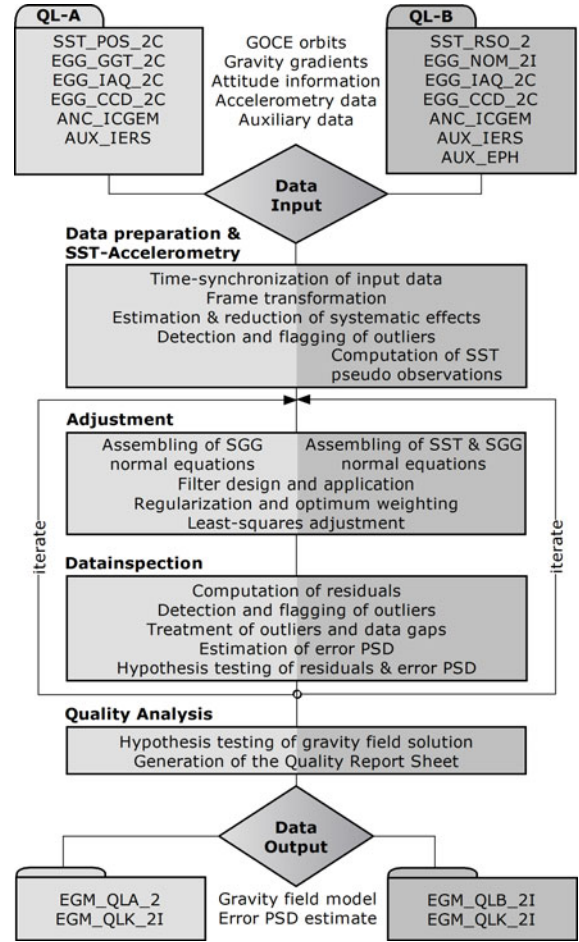 QL-A
SST_POS_2C
EGG_GGT_2C
EGG_IAQ_2C
EGG_CCD_2C
ANC_ICGEM
AUX_IERS
GOCE orbits
Gravity gradients
Attitude information
Accelerometry data
Auxiliary data
QL-B
SST_RSO_2
EGG_NOM_2I
EGG_IAQ_2C
EGG_CCD_2C
ANC_ICGEM
AUX_IERS
AUX_EPH
Data
Input
Data preparation &
SST-Accelerometry
Time-synchronization of input data
Frame transformation
Estimation & reduction of systematic effects
Detection and flagging of outliers
Computation of SST
pseudo observations
Adjustment
Assembling of SGG
normal equations
Assembling of SST & SGG
normal equations
Filter design and application
Regularization and optimum weighting
Least-squares adjustment
iterate
iterate
Datainspection
Computation of residuals
Detection and flagging of outliers
Treatment of outliers and data gaps
Estimation of error PSD
Hypothesis testing of residuals & error PSD
Quality Analysis
Hypothesis testing of gravity field solution
Generation of the Quality Report Sheet
Data
Output
EGM_QLA_2
EGM_QLK_2I
Gravity field model
Error PSD estimate
EGM_QLB_2I
EGM_QLK_2I